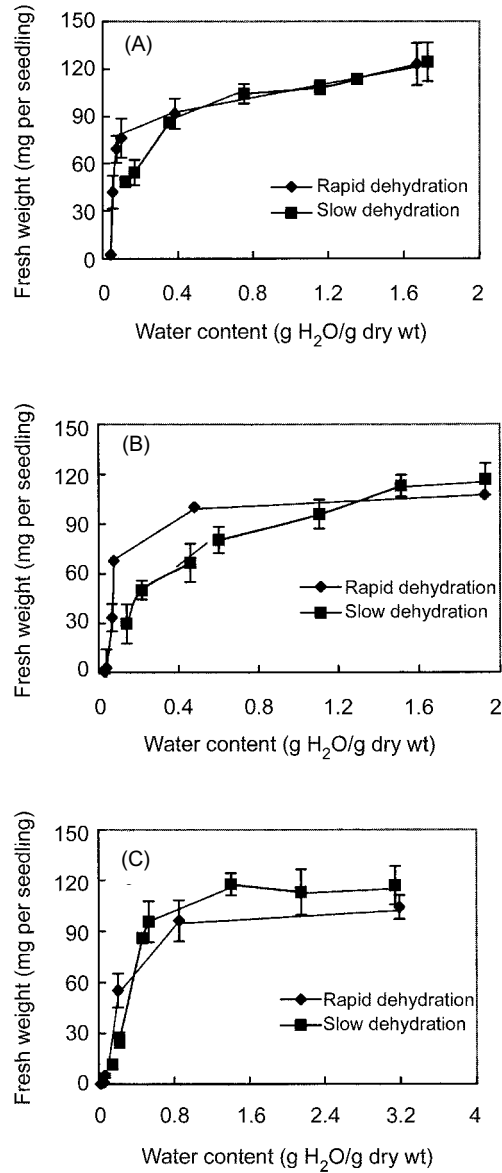 (A)
Fresh weight (mg per seedling)
150
120
90
60
30
0
Rapid dehydration
Slow dehydration
0 0.4 0.8 1.2 1.6 2
Water content (g H₂O/g dry wt)
(B)
Fresh weight (mg per seedling)
150
120
90
60
30
0
Rapid dehydration
Slow dehydration
0 0.4 0.8 1.2 1.6 2
Water content (g H₂O/g dry wt)
(C)
Fresh weight (mg per seedling)
150
120
90
60
30
0
Rapid dehydration
Slow dehydration
0 0.8 1.6 2.4 3.2 4
Water content (g H₂O/g dry wt)